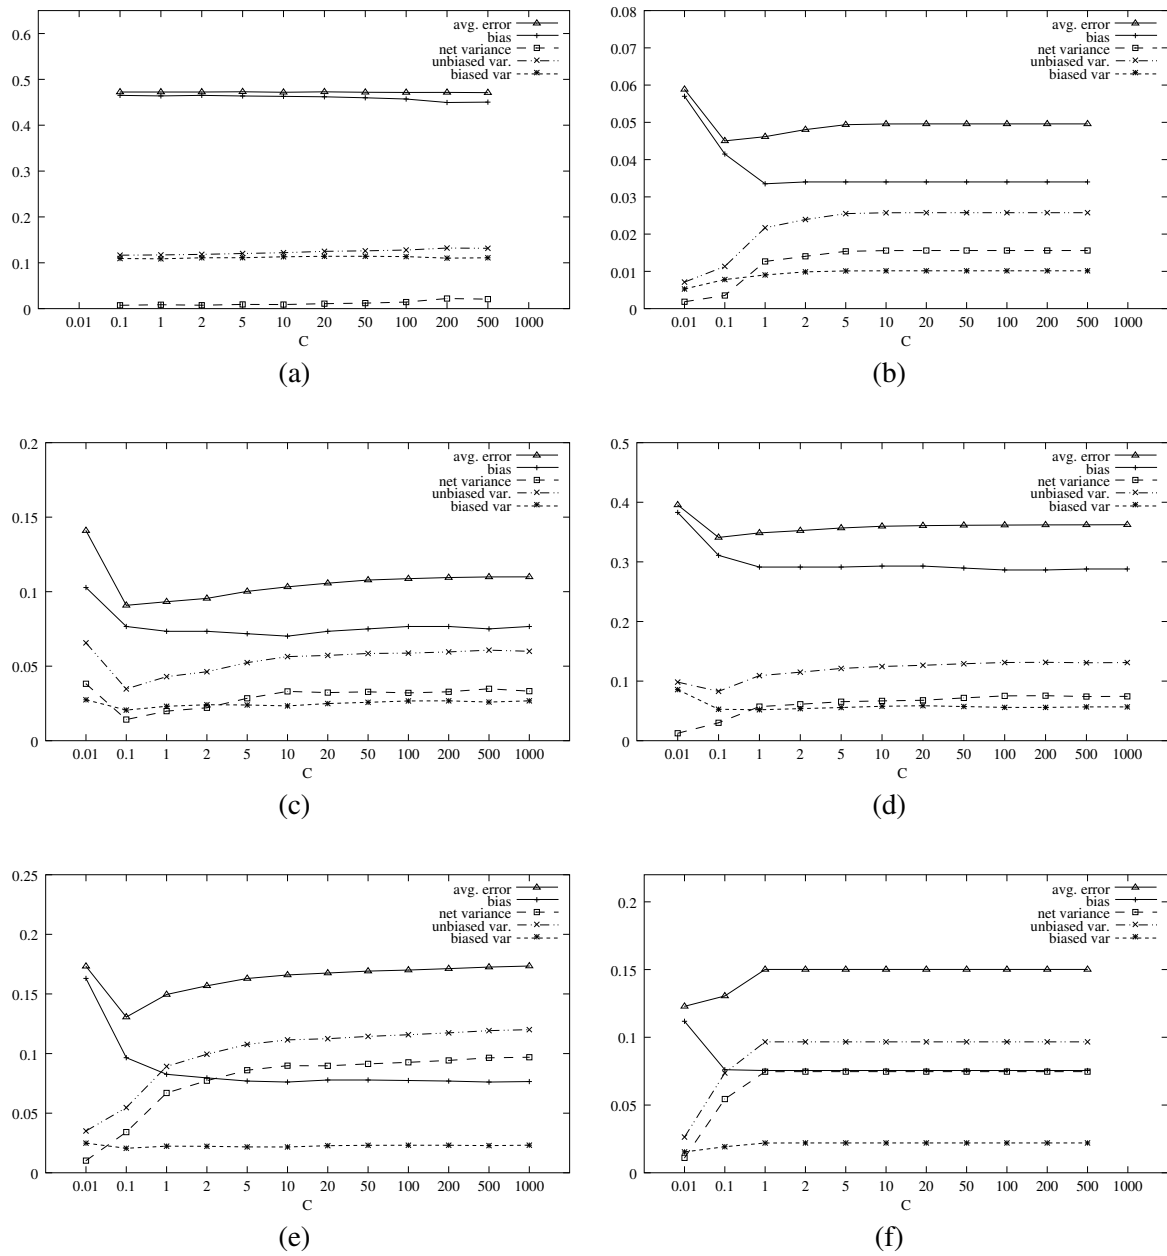 0.6
0.5
0.4
0.3
0.2
0.1
0
avg. error
bias
net variance
unbiased var.
biased var
0.01 0.1 1 2 5 10 20 50 100 200 500 1000
C
(a)
0.08
0.07
0.06
0.05
0.04
0.03
0.02
0.01
0
avg. error
bias
net variance
unbiased var.
biased var
0.01 0.1 1 2 5 10 20 50 100 200 500 1000
C
(b)
0.2
0.15
0.1
0.05
0
avg. error
bias
net variance
unbiased var.
biased var
0.01 0.1 1 2 5 10 20 50 100 200 500 1000
C
(c)
0.5
0.4
0.3
0.2
0.1
0
avg. error
bias
net variance
unbiased var.
biased var
0.01 0.1 1 2 5 10 20 50 100 200 500 1000
C
(d)
0.25
0.2
0.15
0.1
0.05
0
avg. error
bias
net variance
unbiased var.
biased var
0.01 0.1 1 2 5 10 20 50 100 200 500 1000
C
(e)
0.2
0.15
0.1
0.05
0
avg. error
bias
net variance
unbiased var.
biased var
0.01 0.1 1 2 5 10 20 50 100 200 500 1000
C
(f)